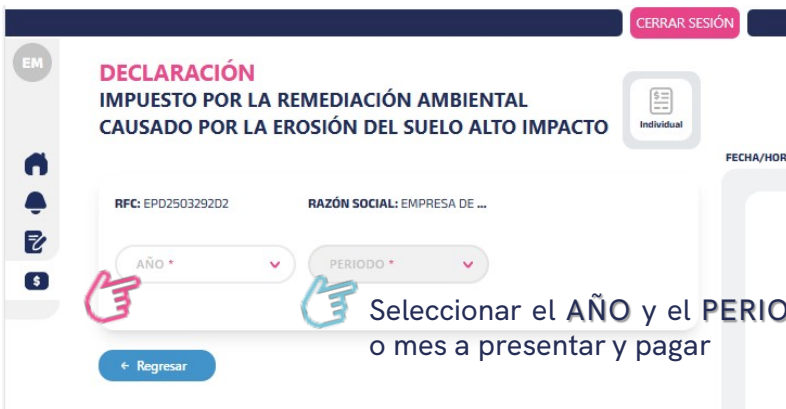 CERRAR SESIÓN
EM
DECLARACIÓN
IMPUESTO POR LA REMEDIACIÓN AMBIENTAL
CAUSADO POR LA EROSIÓN DEL SUELO ALTO IMPACTO
Individual
FECHA/HOR
RFC: EPD2503292D2
RAZÓN SOCIAL: EMPRESA DE ...
AÑO *
PERIODO *
$
Seleccionar el AÑO y el PERIO
o mes a presentar y pagar
← Regresar